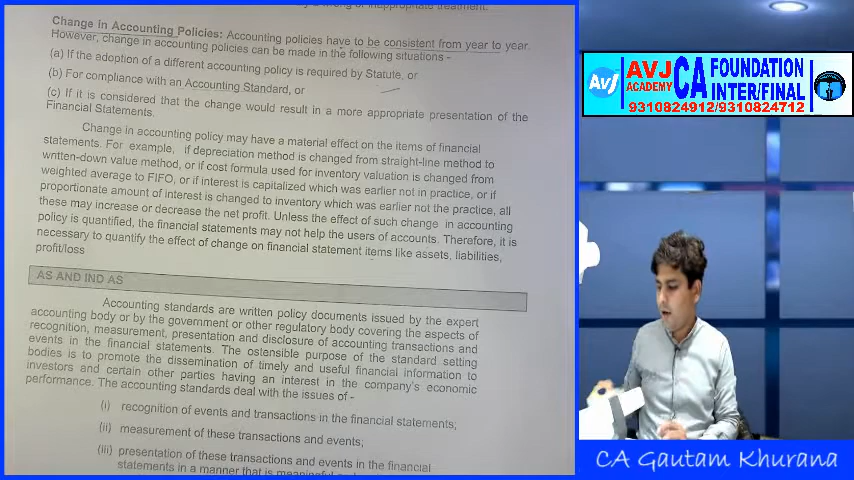 Change in Accounting Policies: Accounting policies have to be consistent from year to year.
However, change in accounting policies can be made in the following situations -
(a) If the adoption of a different accounting policy is required by Statute, or
(b) For compliance with an Accounting Standard, or
(c) If it is considered that the change would result in a more appropriate presentation of the
Financial Statements.
Change in accounting policy may have a material effect on the items of financial
statements. For example, if depreciation method is changed from straight-line method to
written-down value method, or if cost formula used for inventory valuation is changed from
weighted average to FIFO, or if interest is capitalized which was earlier not in practice, or if
proportionate amount of interest is changed to inventory which was earlier not the practice, all
these may increase or decrease the net profit. Unless the effect of such change in accounting
policy is quantified, the financial statements may not help the users of accounts. Therefore, it is
necessary to quantify the effect of change on financial statement items like assets, liabilities,
profit/loss
AS AND IND AS
Accounting standards are written policy documents issued by the expert
accounting body or by the government or other regulatory body covering the aspects of
recognition, measurement, presentation and disclosure of accounting transactions and
events in the financial statements. The ostensible purpose of the standard setting
bodies is to promote the dissemination of timely and useful financial information to
investors and certain other parties having an interest in the company's economic
performance. The accounting standards deal with the issues of -
(i) recognition of events and transactions in the financial statements;
(ii) measurement of these transactions and events;
(iii) presentation of these transactions and events in the financial
statements in a manner that is
AVJ
AVJ
ACADEMY
CA FOUNDATION
INTER/FINAL
9310824912/9310824712
CA Gautam Khurana